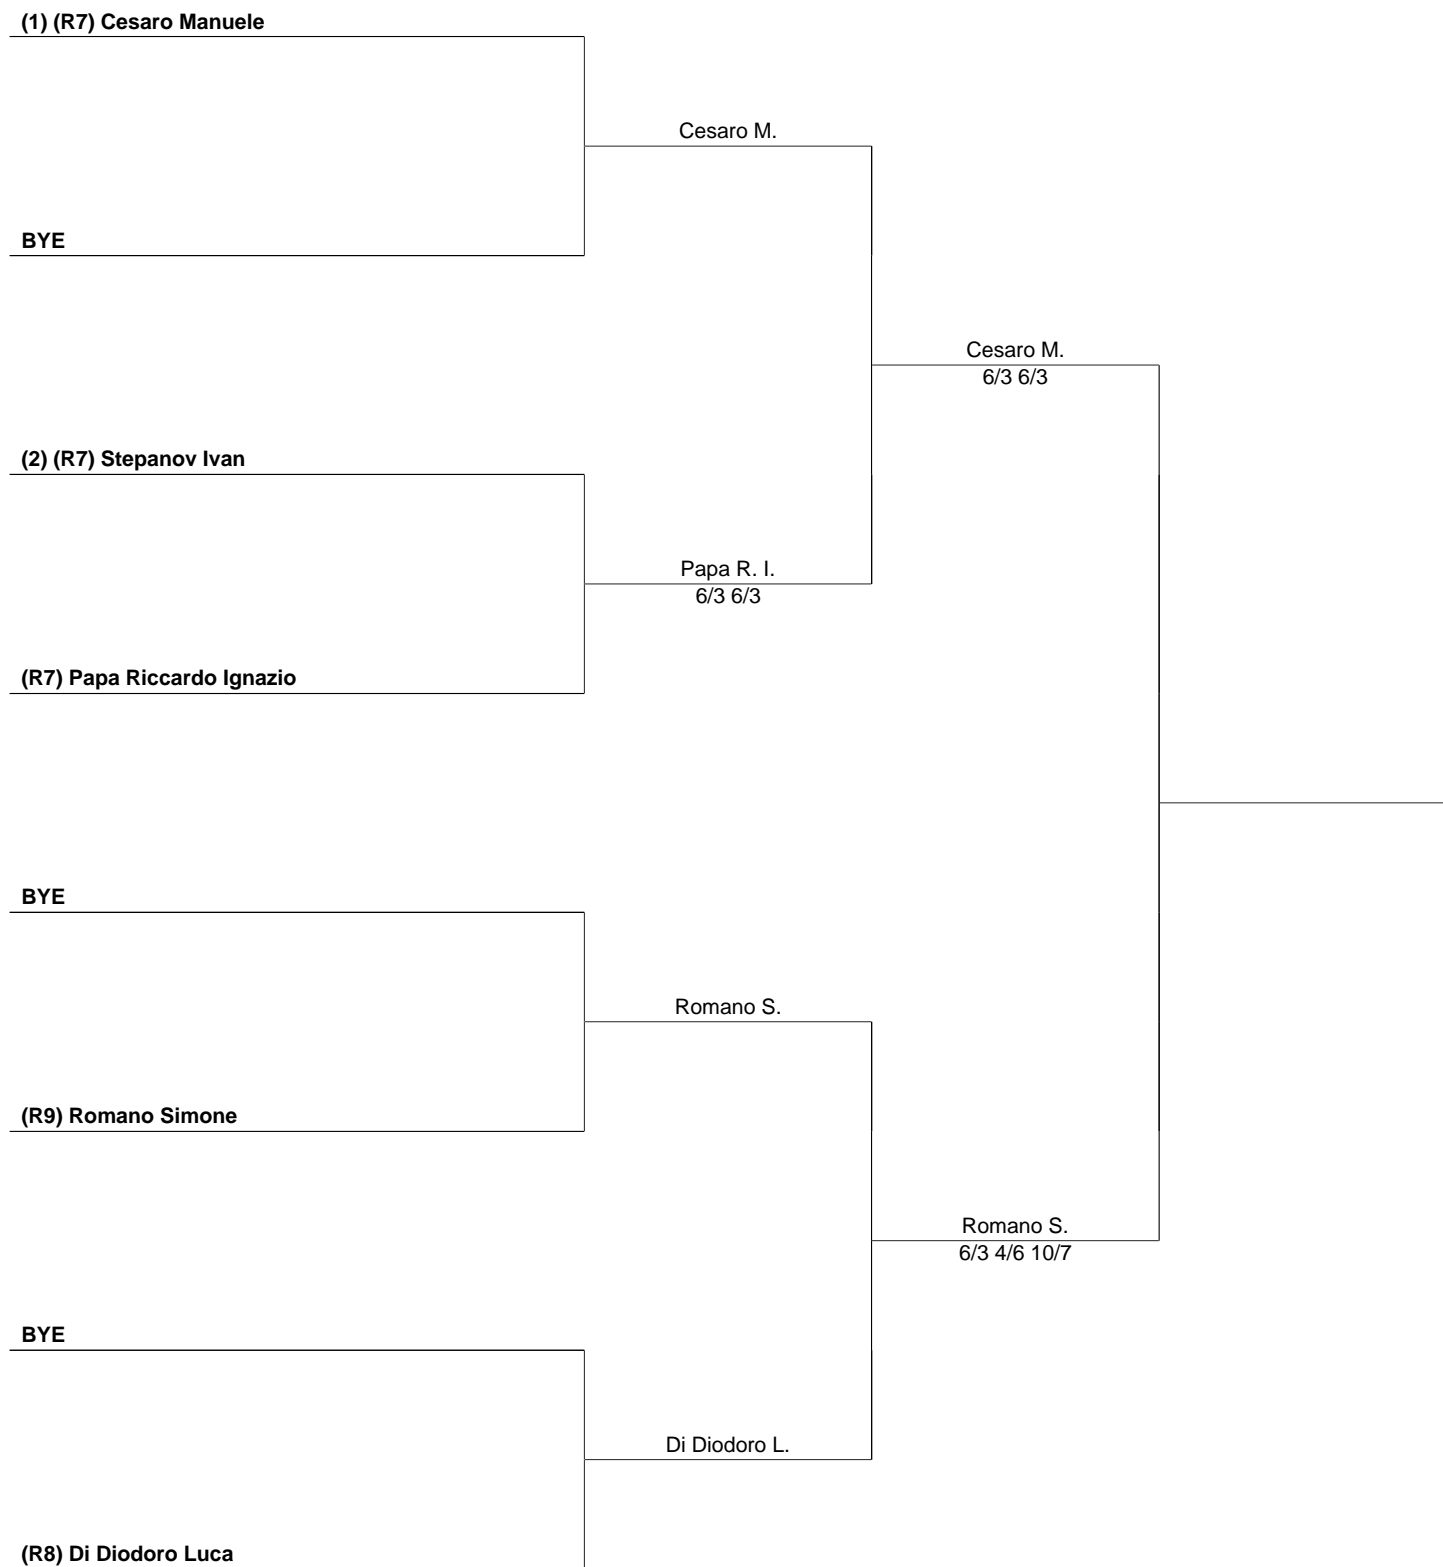 (1) (R7) Cesaro Manuele
Cesaro M.
BYE
Cesaro M.
6/3 6/3
(2) (R7) Stepanov Ivan
Papa R. I.
6/3 6/3
(R7) Papa Riccardo Ignazio
BYE
Romano S.
(R9) Romano Simone
Romano S.
6/3 4/6 10/7
BYE
Di Diodoro L.
(R8) Di Diodoro Luca